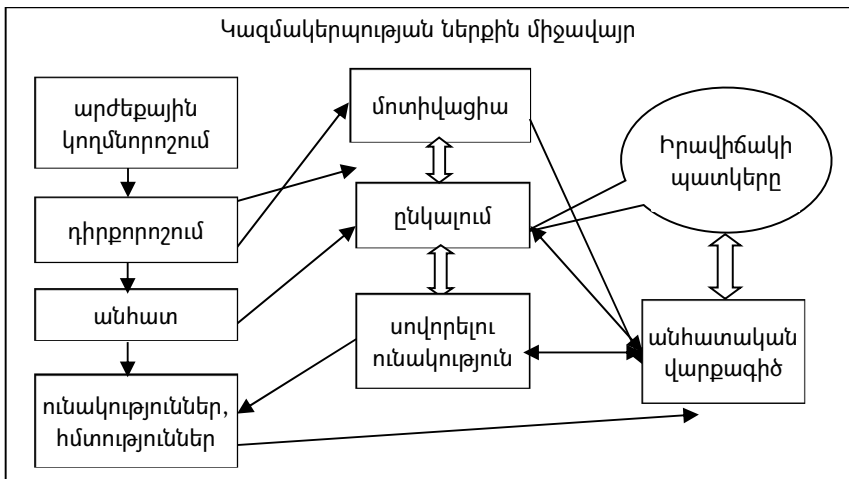 Կազմակերպության ներքին միջավայր
արժեքային
կողմնորոշում
դիրքորոշում
անհատ
ունակություններ,
հմտություններ
մոտիվացիա
ընկալում
սովորելու
ունակություն
Իրավիճակի
պատկերը
անհատական
վարքագիծ